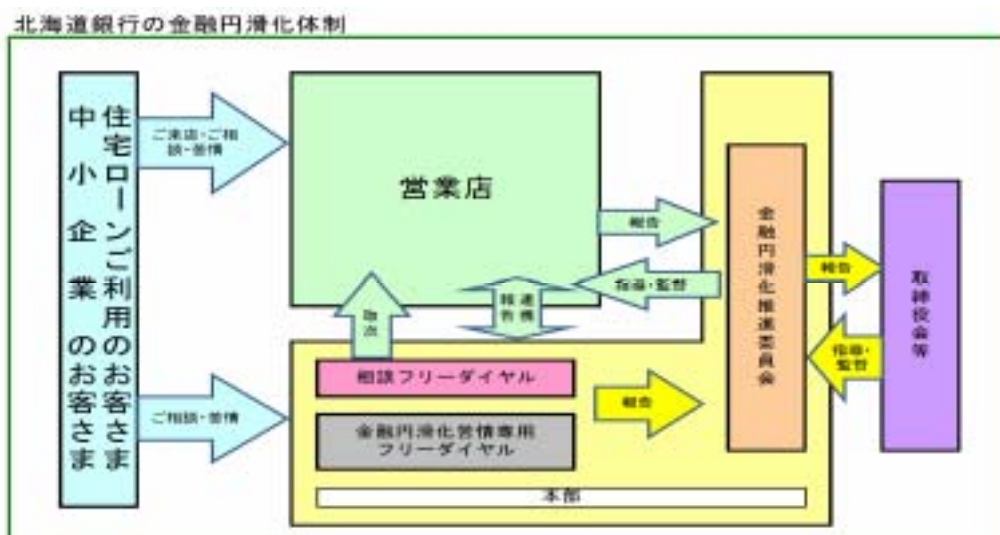 北海道銀行の金融円滑化体制
住宅ローンご利用のお客さま
中小企業のお客さま
ご来店・ご相
談・苦情
営業店
報告
指導・監督
取次
報告
連携
ご相談・苦情
相談フリーダイヤル
金融円滑化苦情専用
フリーダイヤル
報告
本部
金融円滑化推進委員会
報告
指導・
監督
取締役会等